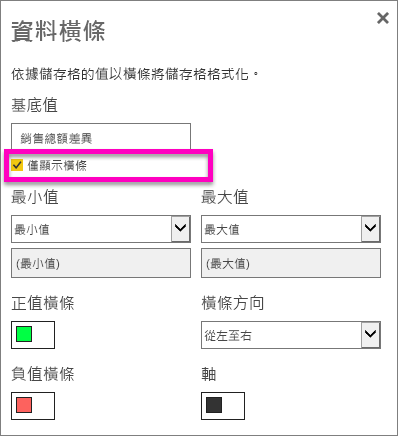 資料橫條
依據儲存格的值以橫條將儲存格格式化。
基底值
銷售總額差異
僅顯示橫條
最小值 最大值
最小值 最大值
(最小值) (最大值)
正值橫條 橫條方向
從左至右
負值橫條 軸